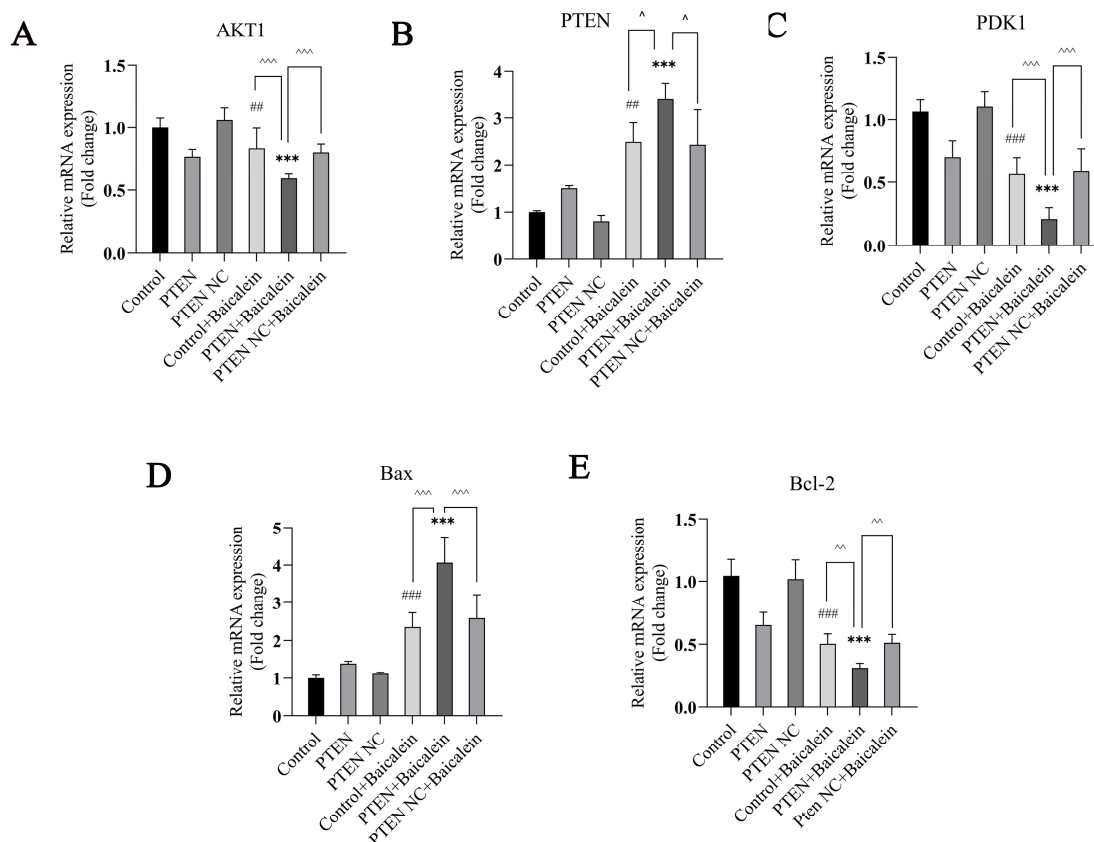 A
AKT1
Relative mRNA expression
(Fold change)
1.5
1.0
0.5
0.0
##
***
^^^
^^^
Control
PTEN
PTEN NC
Control+Baicalein
PTEN+Baicalein
PTEN NC+Baicalein
B
PTEN
Relative mRNA expression
(Fold change)
4
3
2
1
0
##
***
^
^
Control
PTEN
PTEN NC
Control+Baicalein
PTEN+Baicalein
PTEN NC+Baicalein
C
PDK1
Relative mRNA expression
(Fold change)
1.5
1.0
0.5
0.0
###
***
^^^
^^^
Control
PTEN
PTEN NC
Control+Baicalein
PTEN+Baicalein
PTEN NC+Baicalein
D
Bax
Relative mRNA expression
(Fold change)
5
4
3
2
1
0
###
***
^^^
^^^
Control
PTEN
PTEN NC
Control+Baicalein
PTEN+Baicalein
PTEN NC+Baicalein
E
Bcl-2
Relative mRNA expression
(Fold change)
1.5
1.0
0.5
0.0
###
***
^^
^^
Control
PTEN
PTEN NC
Control+Baicalein
PTEN+Baicalein
Pten NC+Baicalein